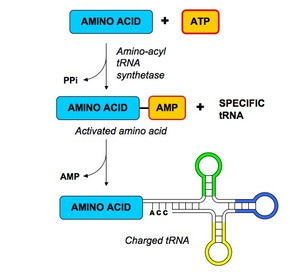 AMINO ACID + ATP
Amino-acyl
tRNA
synthetase
PPi
AMINO ACID AMP + SPECIFIC
tRNA
Activated amino acid
AMP
AMINO ACID
A C C
Charged tRNA